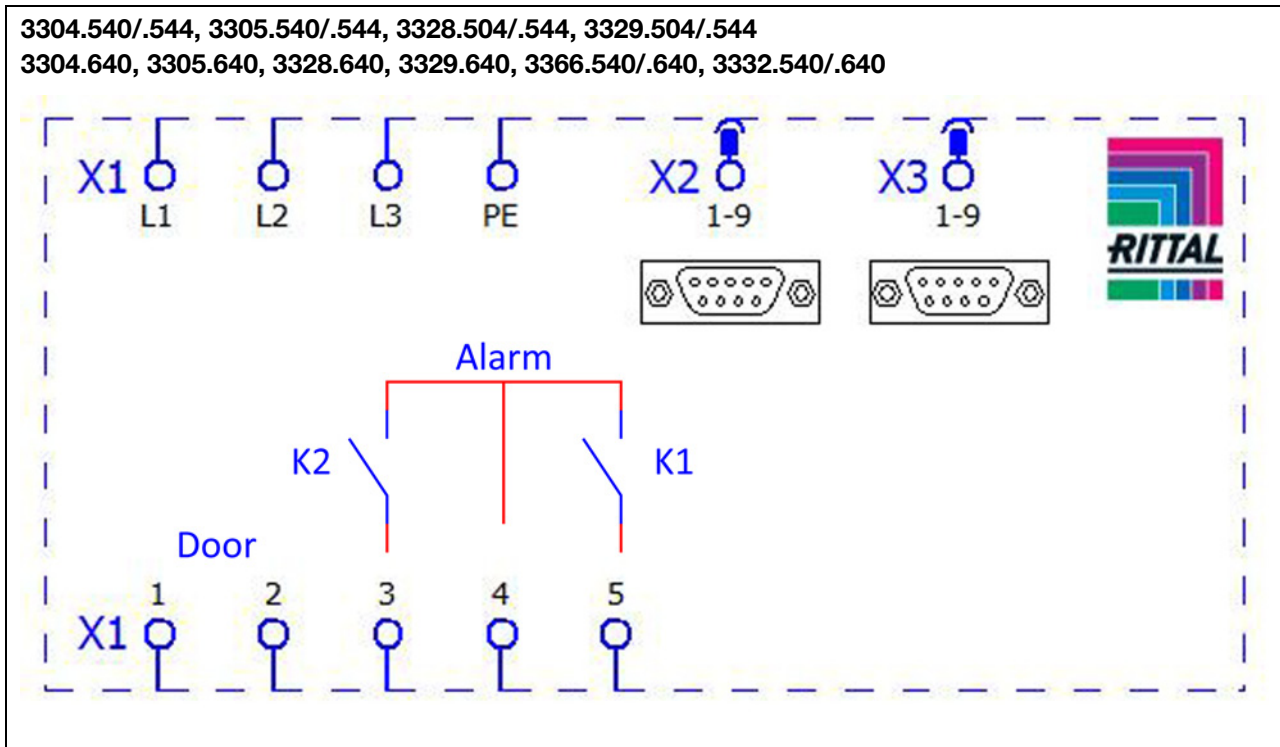 3304.540/.544, 3305.540/.544, 3328.504/.544, 3329.504/.544
3304.640, 3305.640, 3328.640, 3329.640, 3366.540/.640, 3332.540/.640
X1
L1 L2 L3 PE
X2
1-9
X3
1-9
RITTAL
Alarm
K2 K1
Door
1 2 3 4 5
X1